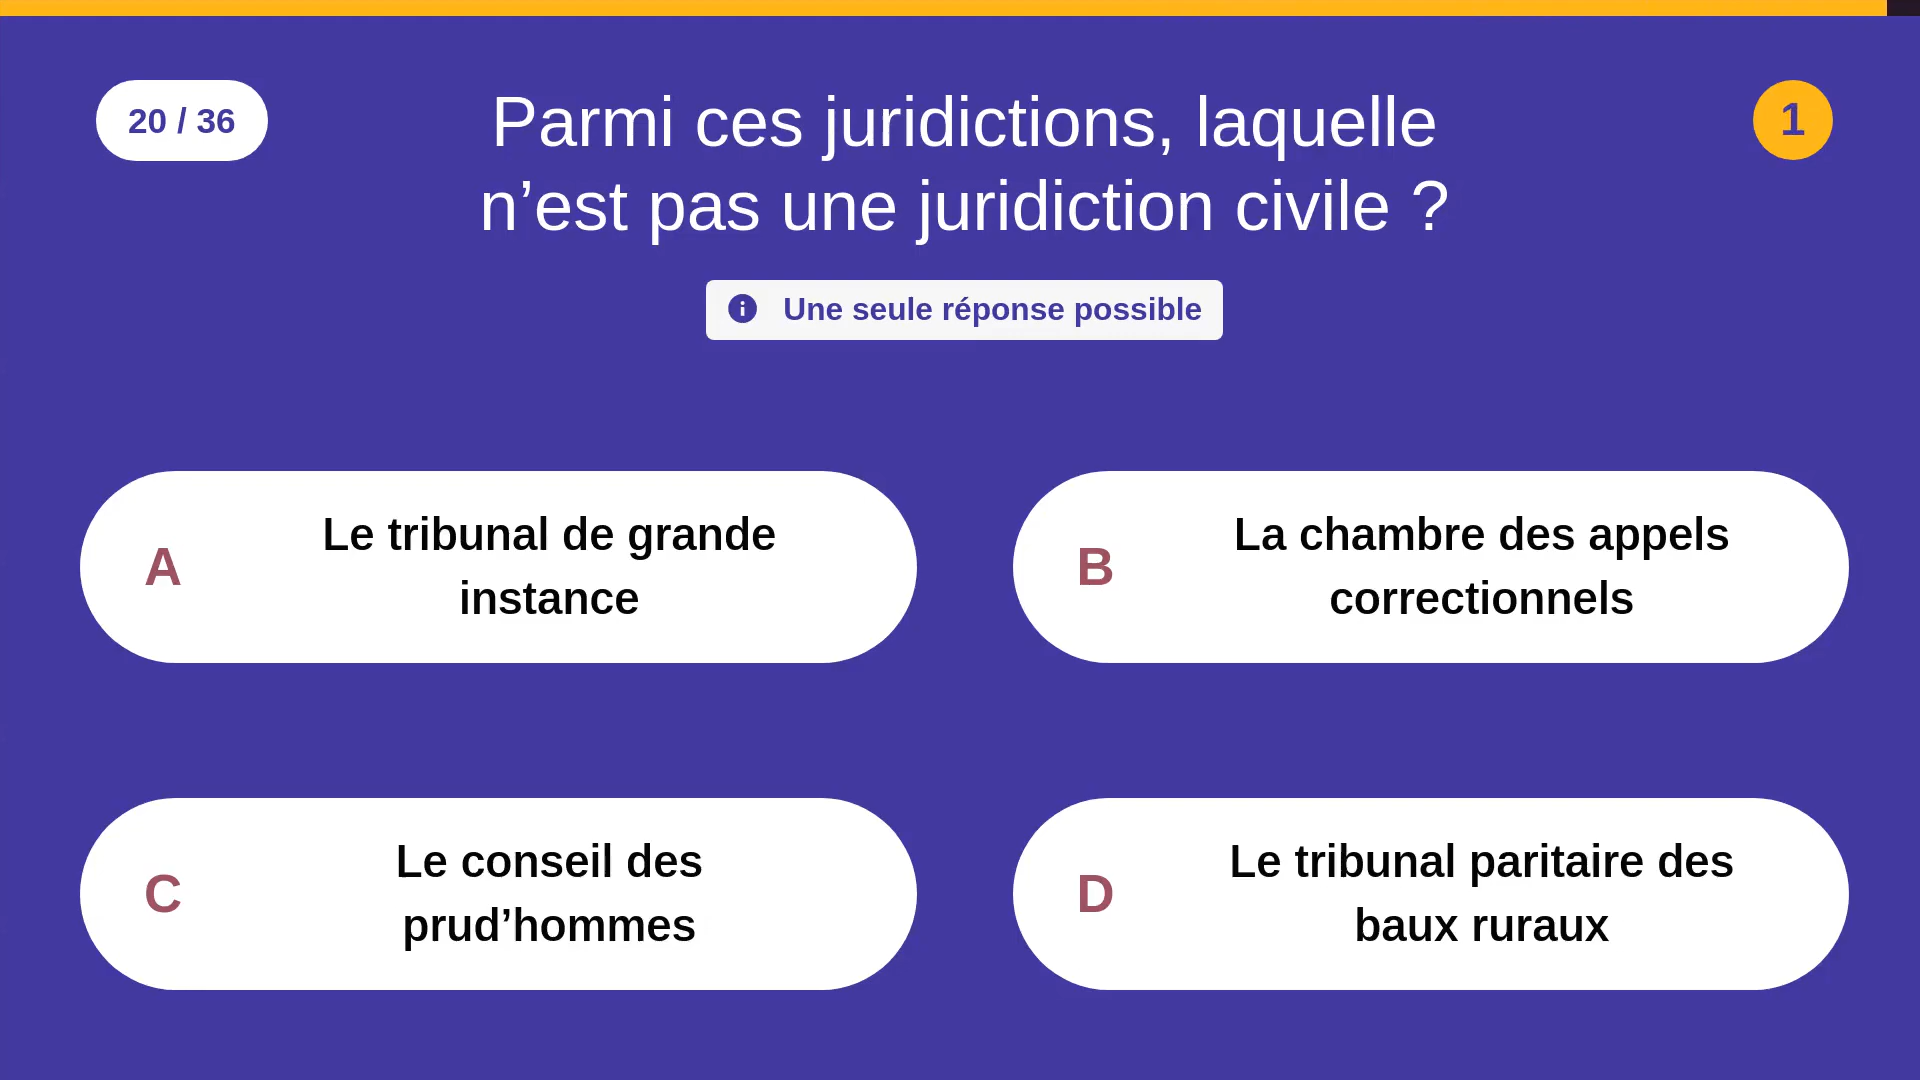 20 / 36
Parmi ces juridictions, laquelle
n’est pas une juridiction civile ?
1
Une seule réponse possible
A
Le tribunal de grande
instance
B
La chambre des appels
correctionnels
C
Le conseil des
prud’hommes
D
Le tribunal paritaire des
baux ruraux